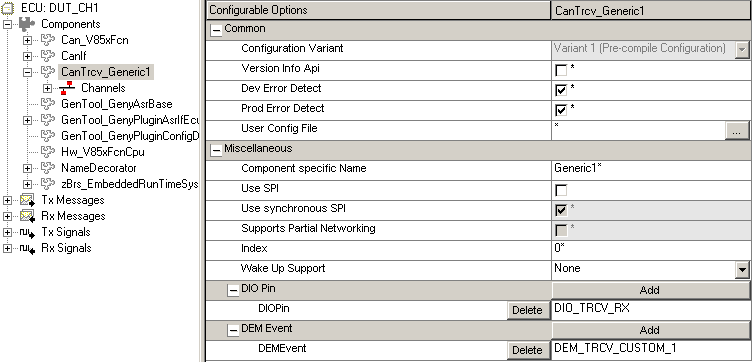 ECU: DUT_CH1
Components
Can_V85xFcn
CanIf
CanTrcv_Generic1
Channels
GenTool_GenyAsrBase
GenTool_GenyPluginAsrIfEcu
GenTool_GenyPluginConfigD
Hw_V85xFcnCpu
NameDecorator
zBrs_EmbeddedRunTimeSys
Tx Messages
Rx Messages
Tx Signals
Rx Signals
Configurable Options CanTrcv_Generic1
Common
Configuration Variant Variant 1 (Pre-compile Configuration)
Version Info Api *
Dev Error Detect *
Prod Error Detect *
User Config File * ...
Miscellaneous
Component specific Name Generic1*
Use SPI
Use synchronous SPI *
Supports Partial Networking *
Index 0*
Wake Up Support None
DIO Pin Add
DIOPin Delete DIO_TRCV_RX
DEM Event Add
DEMEvent Delete DEM_TRCV_CUSTOM_1